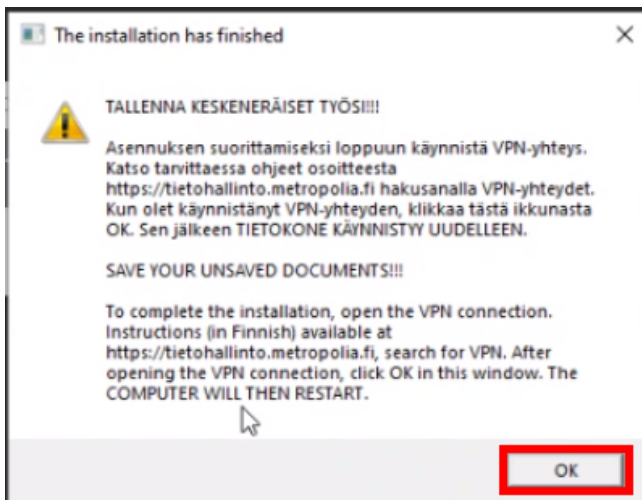 The installation has finished
TALLENNA KESKENERÄISET TYÖSI!!!
Asennuksen suorittamiseksi loppuun käynnistä VPN-yhteys.
Katso tarvittaessa ohjeet osoitteesta
https://tietohallinto.metropolia.fi hakusanalla VPN-yhteydet.
Kun olet käynnistänyt VPN-yhteyden, klikkaa tästä ikkunasta
OK. Sen jälkeen TIETOKONE KÄYNNISTYY UUDELLEEN.
SAVE YOUR UNSAVED DOCUMENTS!!!
To complete the installation, open the VPN connection.
Instructions (in Finnish) available at
https://tietohallinto.metropolia.fi, search for VPN. After
opening the VPN connection, click OK in this window. The
COMPUTER WILL THEN RESTART.
OK